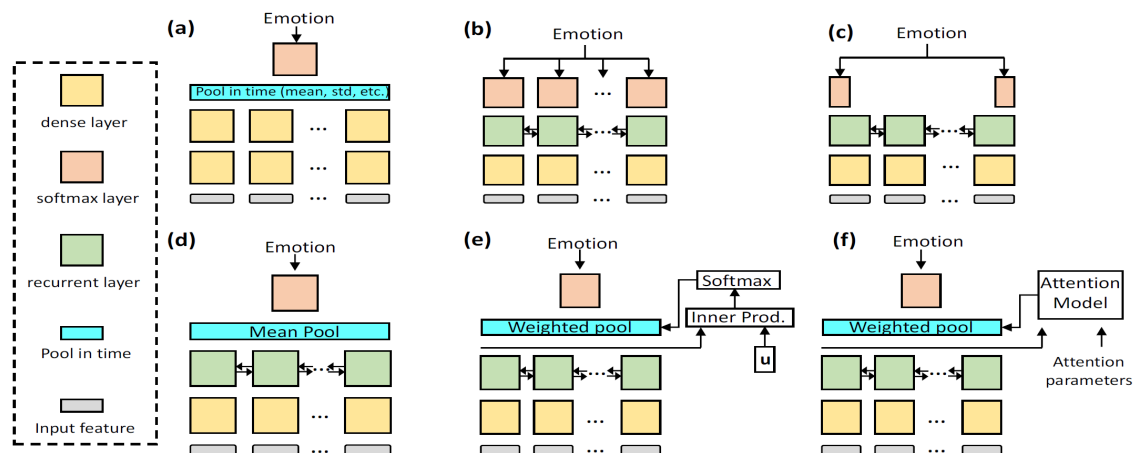 dense layer
softmax layer
recurrent layer
Pool in time
Input feature
(a)
Emotion
Pool in time (mean, std, etc.)
...
...
...
(b)
Emotion
...
...
...
...
(c)
Emotion
...
...
...
(d)
Emotion
Mean Pool
...
...
...
(e)
Emotion
Softmax
Inner Prod.
Weighted pool
u
...
...
...
(f)
Emotion
Attention
Model
Weighted pool
Attention
parameters
...
...
...